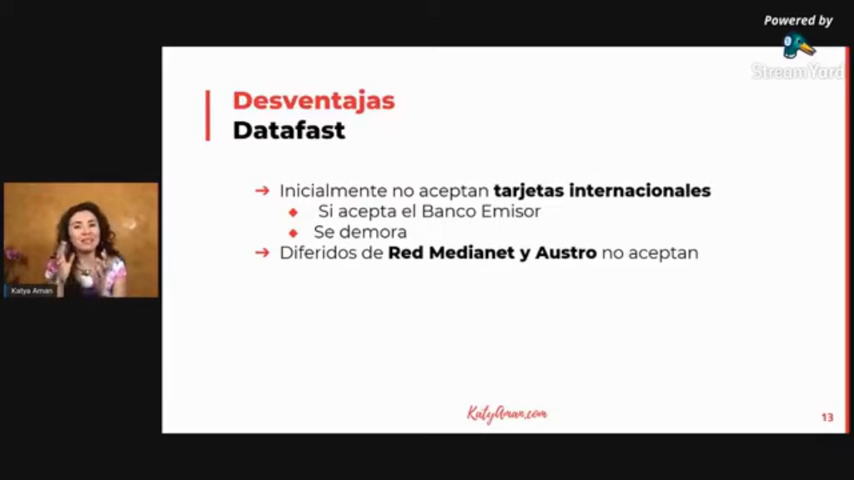 Powered by
StreamYard
Desventajas
Datafast
Inicialmente no aceptan tarjetas internacionales
Si acepta el Banco Emisor
Se demora
Diferidos de Red Medianet y Austro no aceptan
Katya Aman
KatyAman.com
13